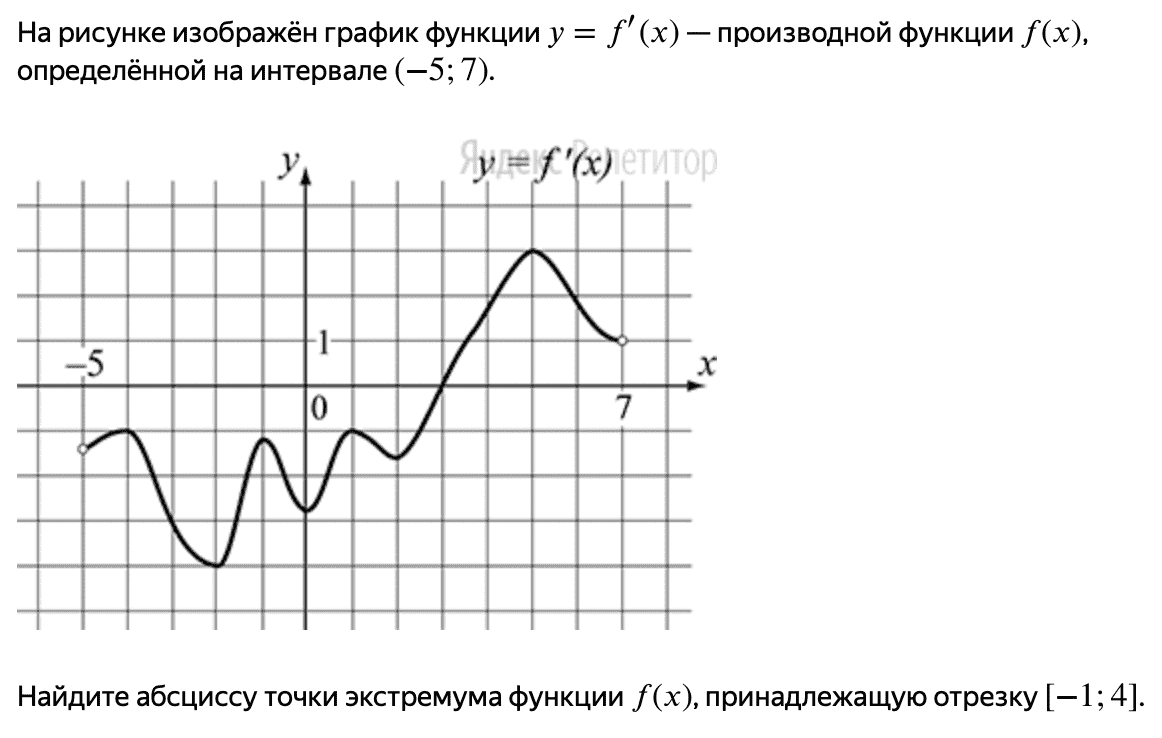 На рисунке изображён график функции y = f′(x) — производной функции f(x),
определённой на интервале (−5; 7).
Яндекс Репетитор
y = f′(x)
y
1
−5
x
0
7
Найдите абсциссу точки экстремума функции f(x), принадлежащую отрезку [−1; 4].